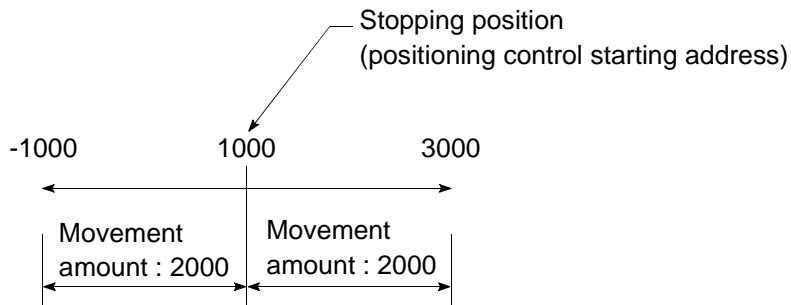 Stopping position
(positioning control starting address)
-1000 1000 3000
Movement
amount : 2000
Movement
amount : 2000